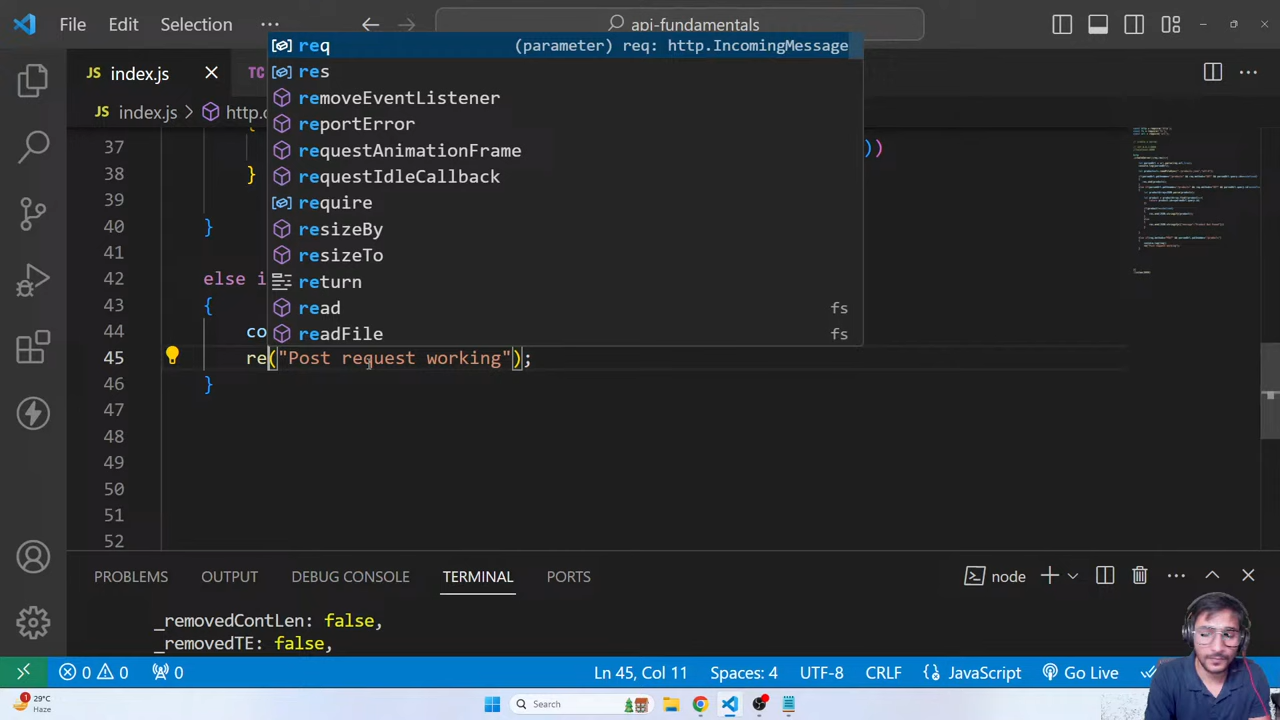 File Edit Selection ··· api-fundamentals
JS index.js
JS index.js > http.c
req (parameter) req: http.IncomingMessage
res
removeEventListener
reportError
requestAnimationFrame
requestIdleCallback
require
resizeBy
resizeTo
return
read fs
readFile fs
37 ))
38 }
39
40 }
41
42 else i
43 {
44 co
45 re("Post request working");
46 }
47
48
49
50
51
52
PROBLEMS OUTPUT DEBUG CONSOLE TERMINAL PORTS node
_removedContLen: false,
_removedTE: false,
0 0 0 Ln 45, Col 11 Spaces: 4 UTF-8 CRLF {} JavaScript Go Live
29°C
Haze
Search